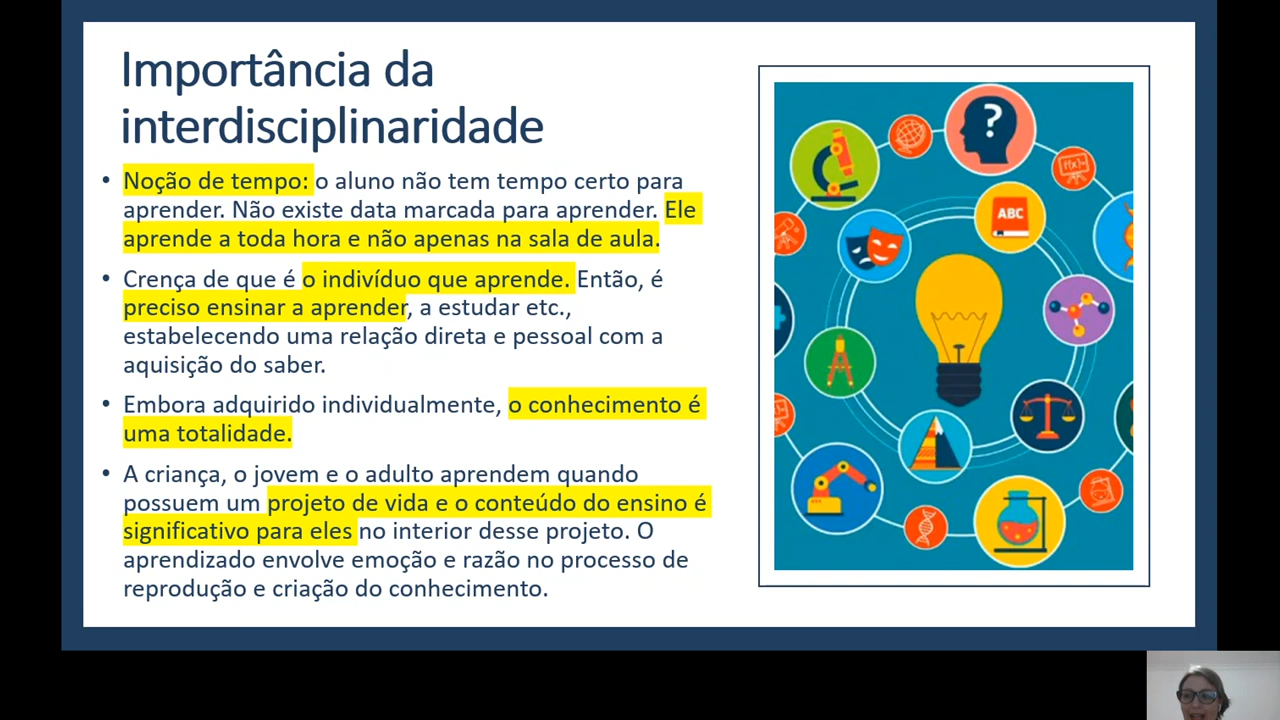 Importância da
interdisciplinaridade
• Noção de tempo: o aluno não tem tempo certo para
aprender. Não existe data marcada para aprender. Ele
aprende a toda hora e não apenas na sala de aula.
• Crença de que é o indivíduo que aprende. Então, é
preciso ensinar a aprender, a estudar etc.,
estabelecendo uma relação direta e pessoal com a
aquisição do saber.
• Embora adquirido individualmente, o conhecimento é
uma totalidade.
• A criança, o jovem e o adulto aprendem quando
possuem um projeto de vida e o conteúdo do ensino é
significativo para eles no interior desse projeto. O
aprendizado envolve emoção e razão no processo de
reprodução e criação do conhecimento.
?
f(x)
ABC